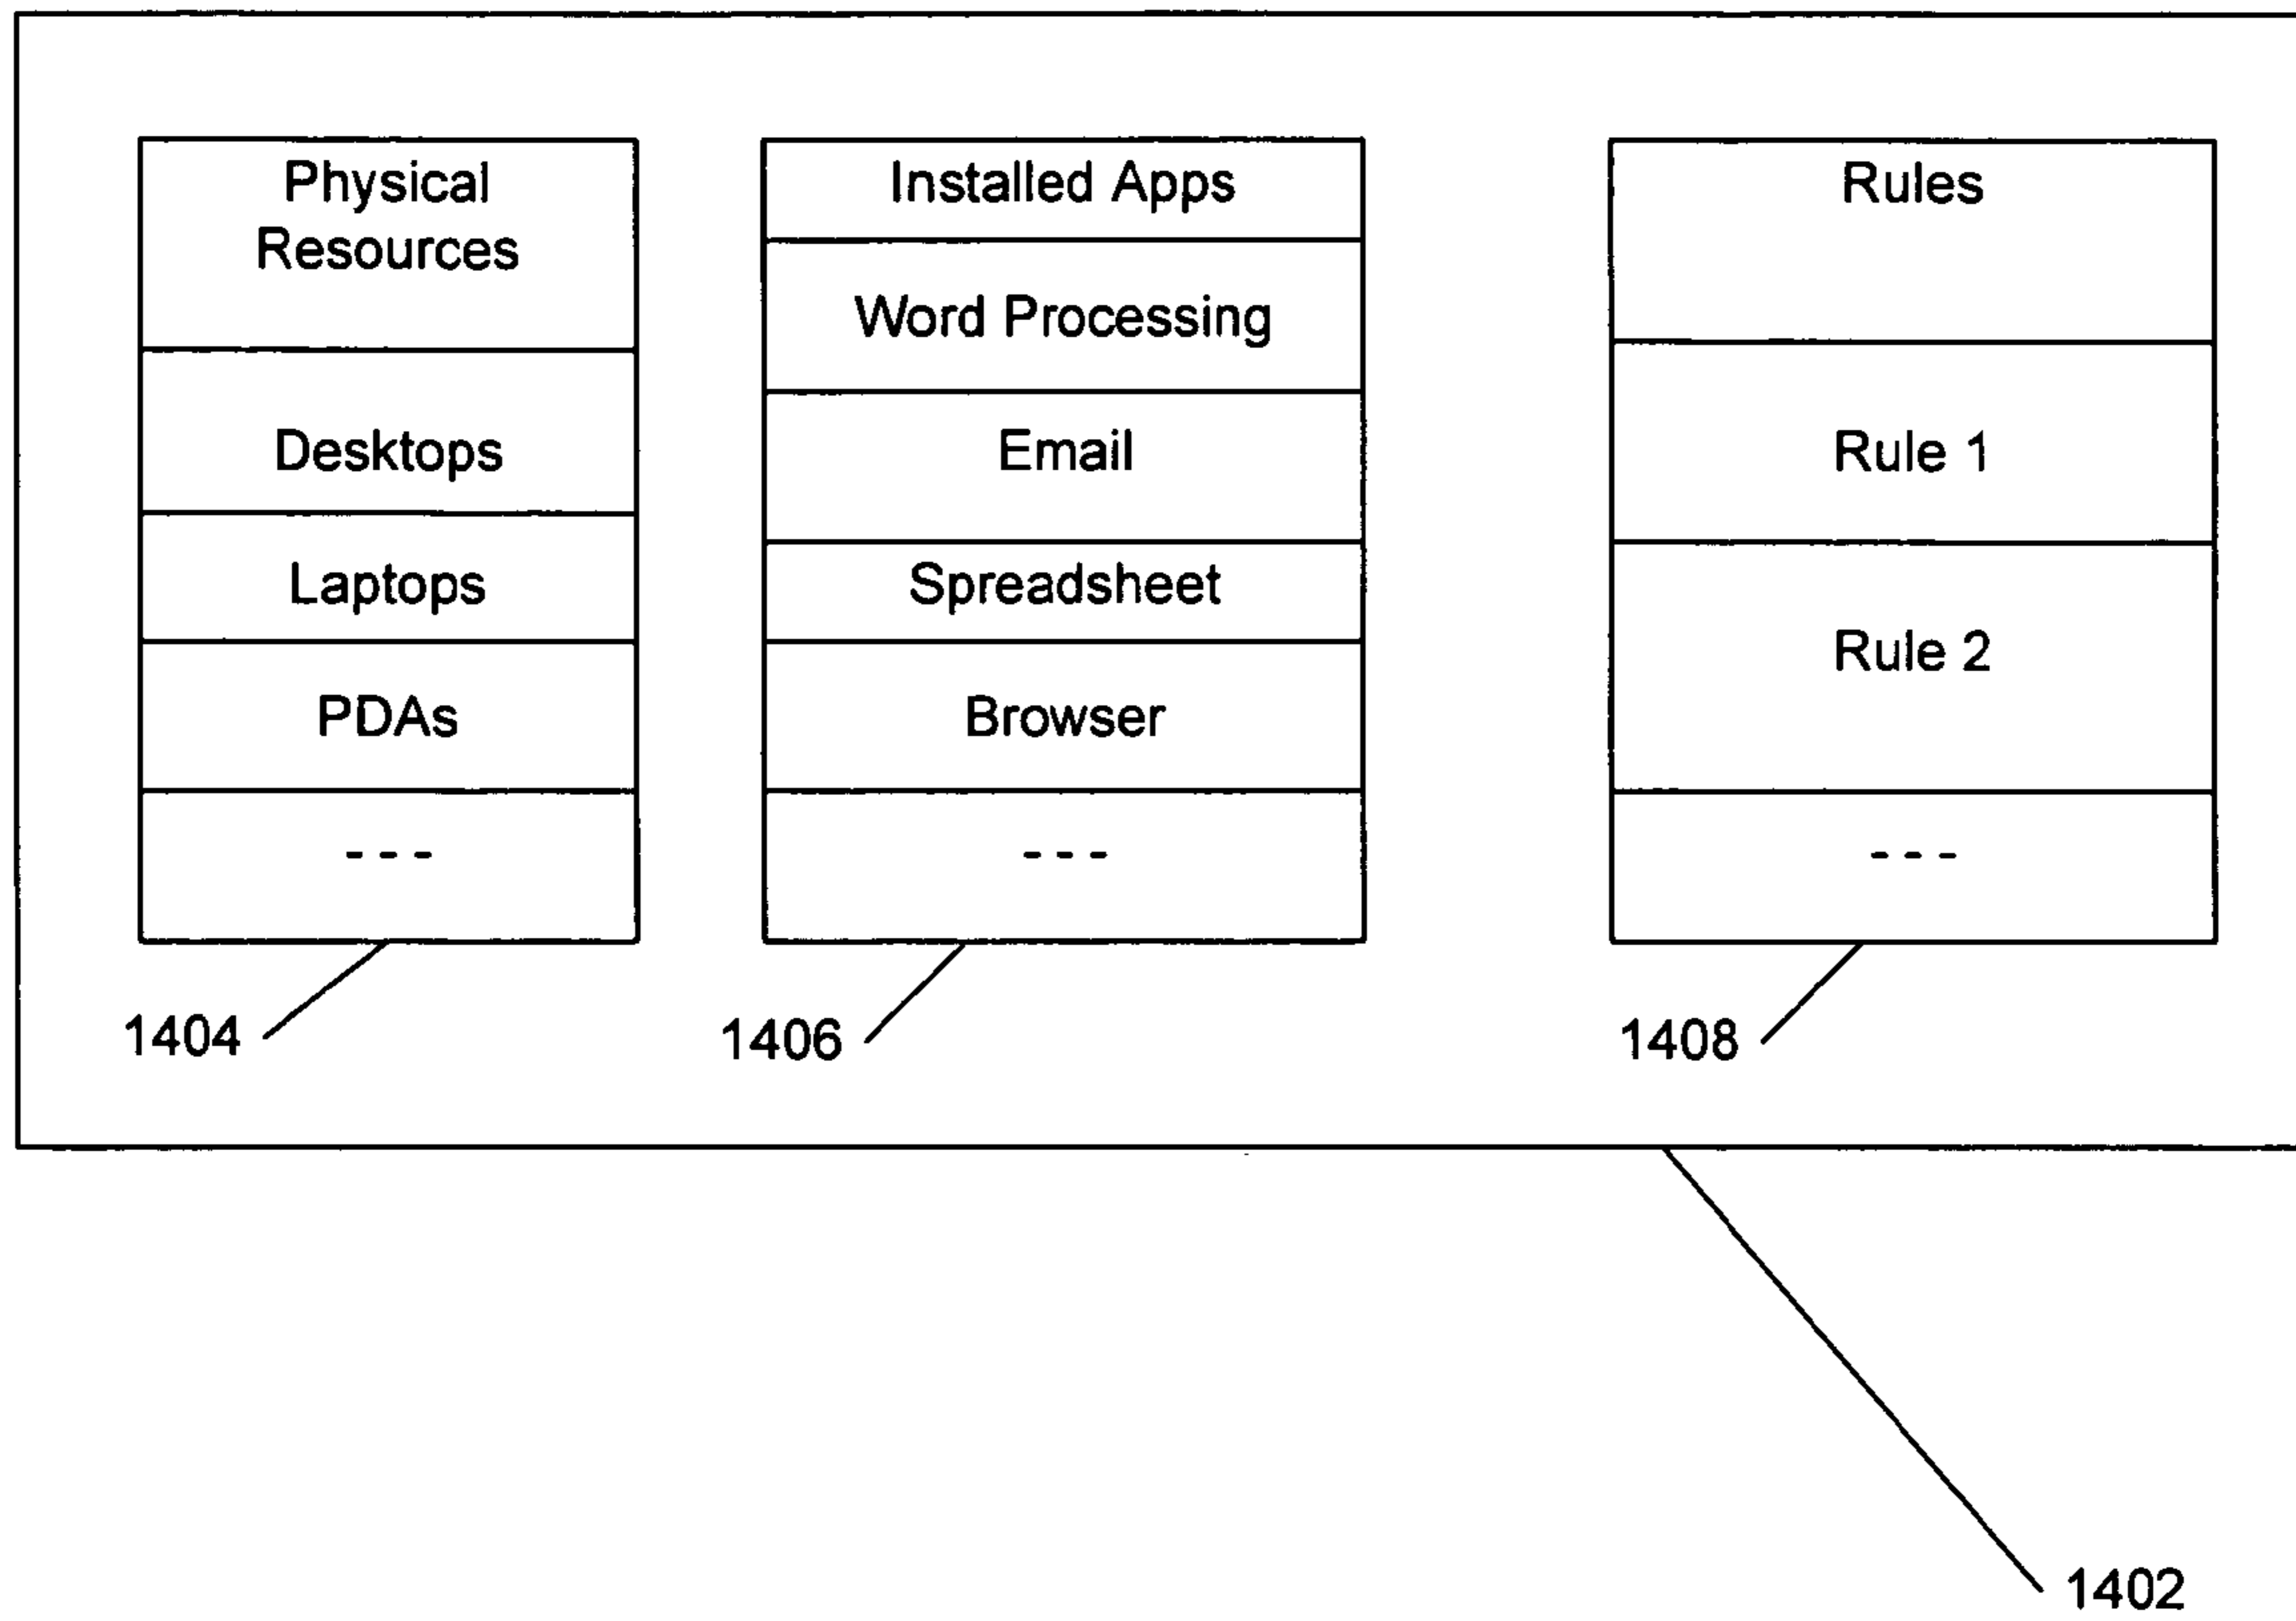 Physical
Resources
Desktops
Laptops
PDAs
- - -
1404
Installed Apps
Word Processing
Email
Spreadsheet
Browser
- - -
1406
Rules
Rule 1
Rule 2
- - -
1408
1402